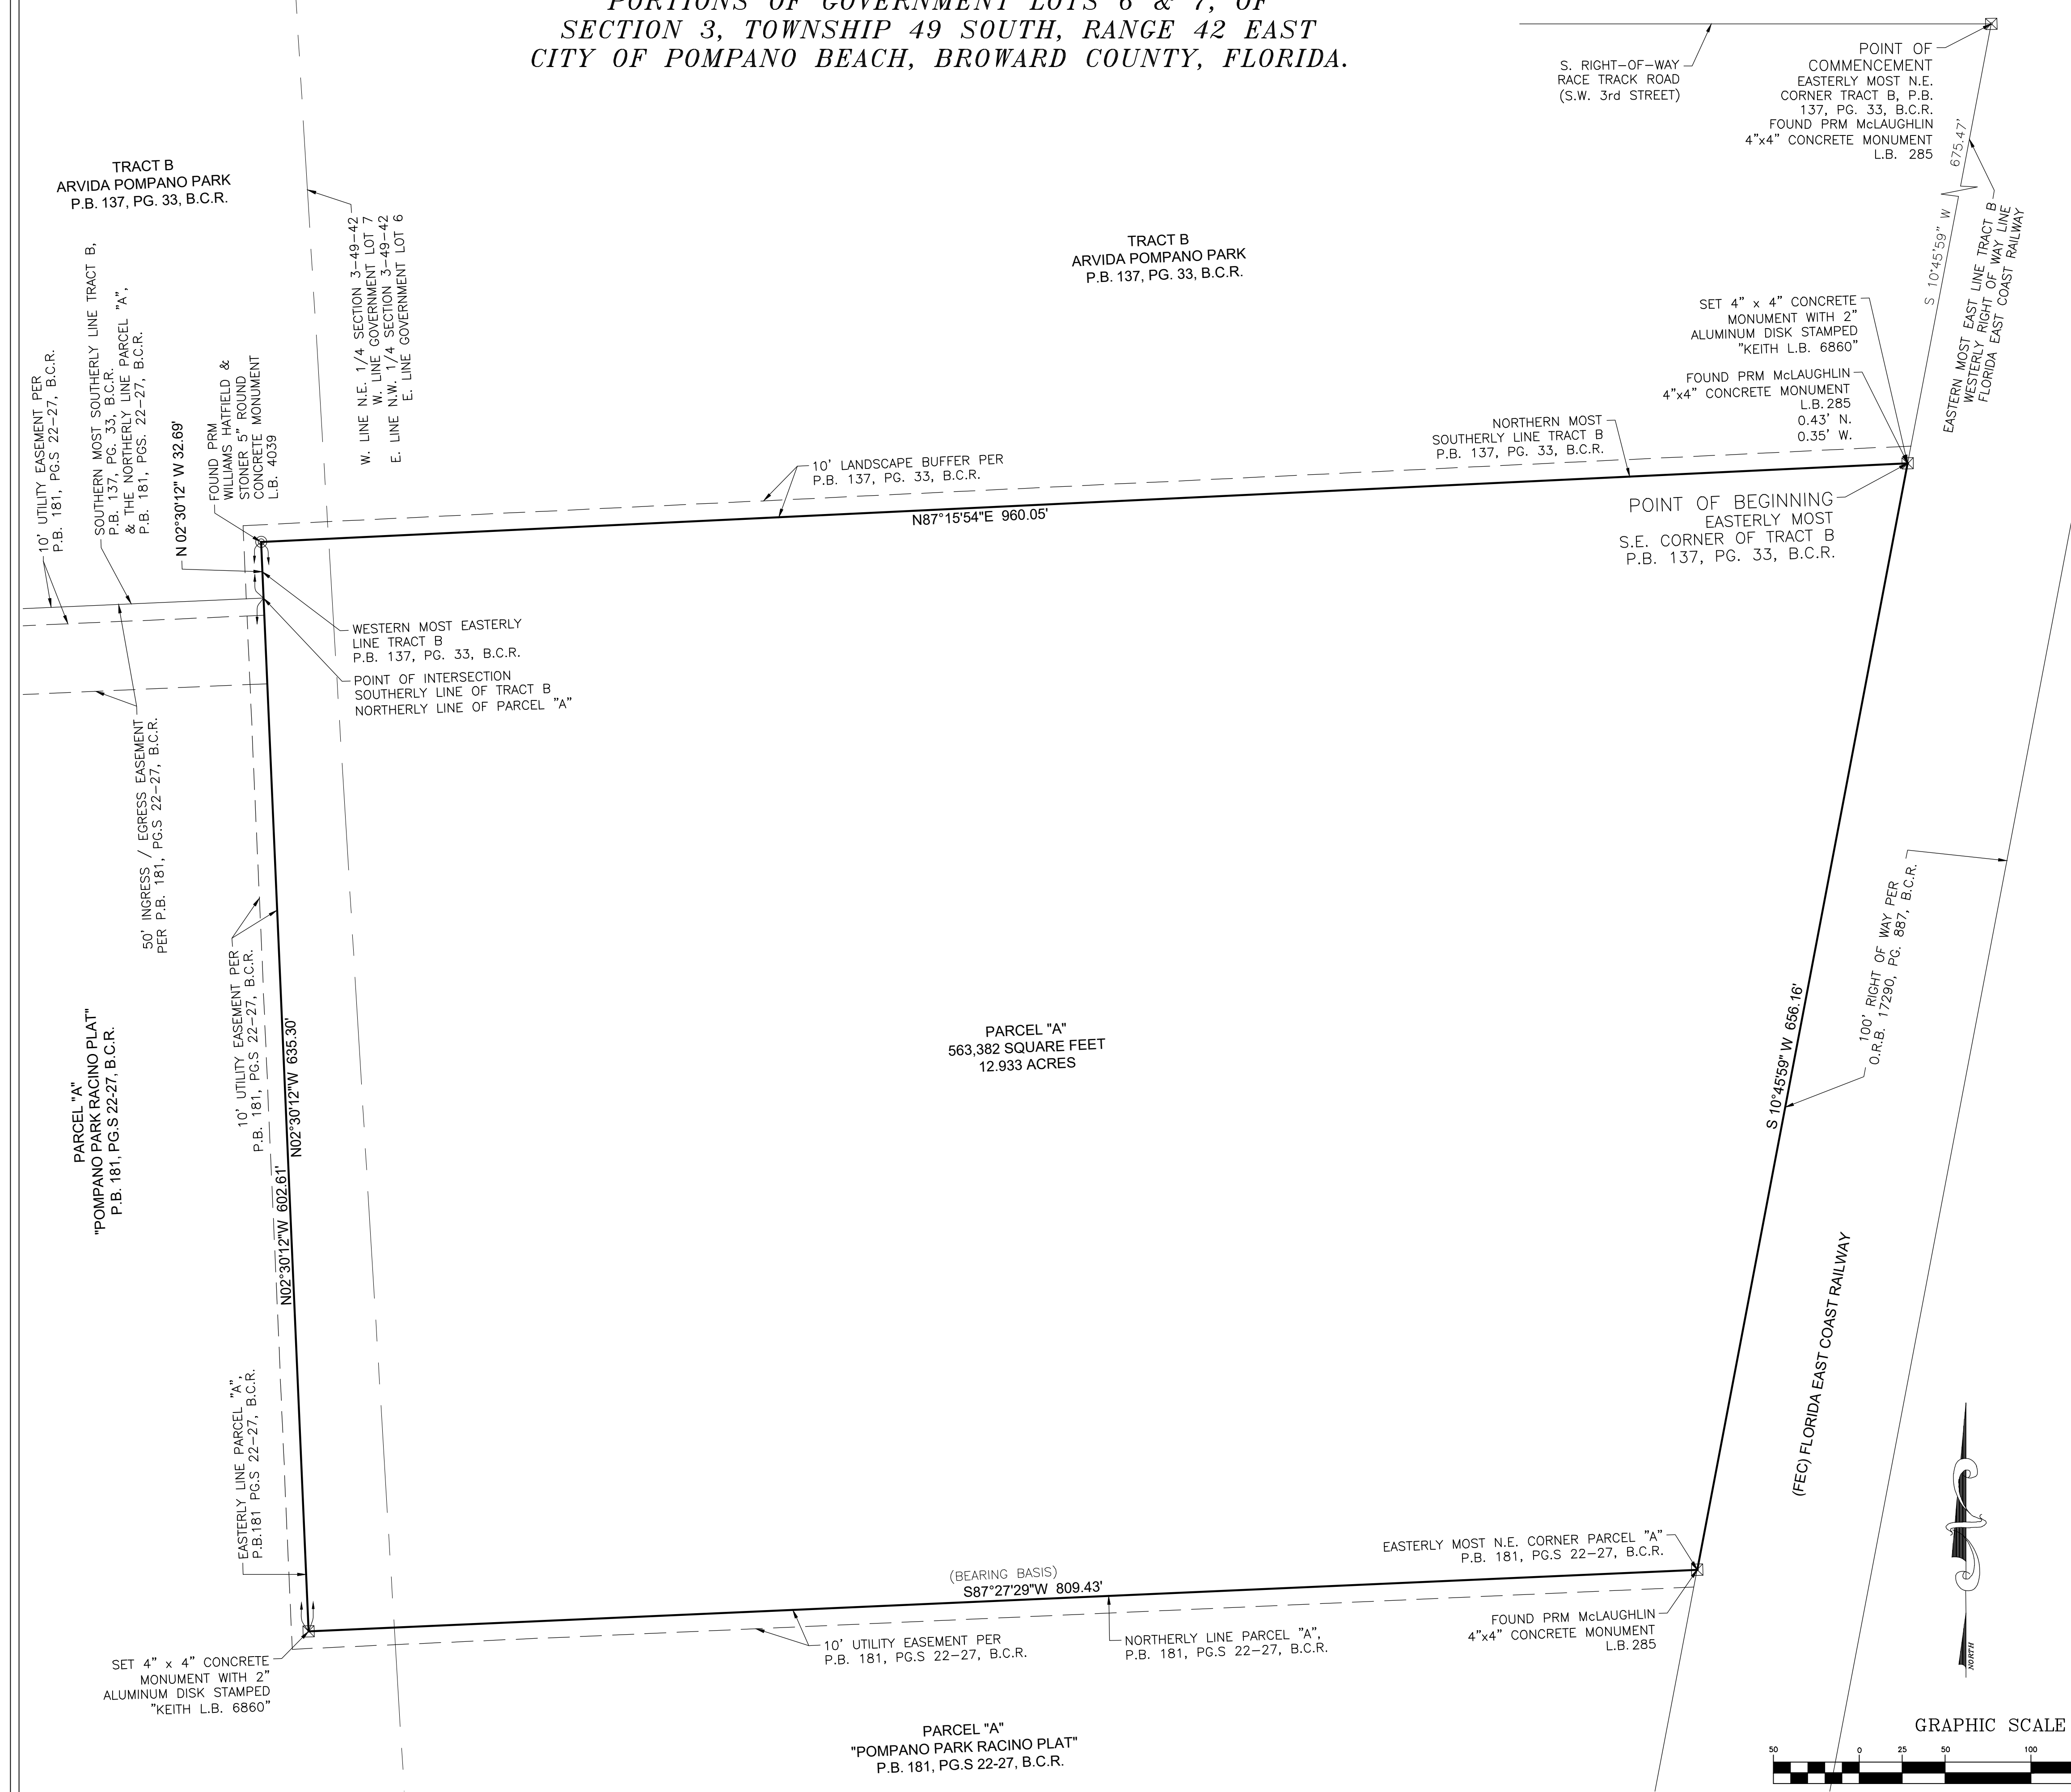 PORTIONS OF GOVERNMENT LOTS 6 & 7, OF
SECTION 3, TOWNSHIP 49 SOUTH, RANGE 42 EAST
CITY OF POMPANO BEACH, BROWARD COUNTY, FLORIDA.
S. RIGHT-OF-WAY
RACE TRACK ROAD
(S.W. 3rd STREET)
POINT OF
COMMENCEMENT
EASTERLY MOST N.E.
CORNER TRACT B, P.B.
137, PG. 33, B.C.R.
FOUND PRM McLAUGHLIN
4"x4" CONCRETE MONUMENT
L.B. 285
S 10°45'59" W 675.47'
EASTERN MOST EAST LINE TRACT B
WESTERLY RIGHT OF WAY LINE
FLORIDA EAST COAST RAILWAY
TRACT B
ARVIDA POMPANO PARK
P.B. 137, PG. 33, B.C.R.
TRACT B
ARVIDA POMPANO PARK
P.B. 137, PG. 33, B.C.R.
W. LINE N.E. 1/4 SECTION 3-49-42
W. LINE GOVERNMENT LOT 7
E. LINE N.W. 1/4 SECTION 3-49-42
E. LINE GOVERNMENT LOT 6
10' UTILITY EASEMENT PER
P.B. 181, PG.S 22-27, B.C.R.
SOUTHERN MOST SOUTHERLY LINE TRACT B,
P.B. 137, PG. 33, B.C.R.
& THE NORTHERLY LINE PARCEL "A",
P.B. 181, PGS. 22-27, B.C.R.
N 02°30'12" W 32.69'
FOUND PRM
WILLIAMS HATFIELD &
STONER 5" ROUND
CONCRETE MONUMENT
L.B. 4039
SET 4" x 4" CONCRETE
MONUMENT WITH 2"
ALUMINUM DISK STAMPED
"KEITH L.B. 6860"
FOUND PRM McLAUGHLIN
4"x4" CONCRETE MONUMENT
L.B. 285
0.43' N.
0.35' W.
NORTHERN MOST
SOUTHERLY LINE TRACT B
P.B. 137, PG. 33, B.C.R.
10' LANDSCAPE BUFFER PER
P.B. 137, PG. 33, B.C.R.
N87°15'54"E 960.05'
POINT OF BEGINNING
EASTERLY MOST
S.E. CORNER OF TRACT B
P.B. 137, PG. 33, B.C.R.
WESTERN MOST EASTERLY
LINE TRACT B
P.B. 137, PG. 33, B.C.R.
POINT OF INTERSECTION
SOUTHERLY LINE OF TRACT B
NORTHERLY LINE OF PARCEL "A"
50' INGRESS / EGRESS EASEMENT
PER P.B. 181, PG.S 22-27, B.C.R.
10' UTILITY EASEMENT PER
P.B. 181, PG.S 22-27, B.C.R.
N02°30'12"W 635.30'
N02°30'12"W 602.61'
PARCEL "A"
"POMPANO PARK RACINO PLAT"
P.B. 181, PG.S 22-27, B.C.R.
PARCEL "A"
563,382 SQUARE FEET
12.933 ACRES
S 10°45'59" W 656.16'
100' RIGHT OF WAY PER
O.R.B. 17290, PG. 887, B.C.R.
(FEC) FLORIDA EAST COAST RAILWAY
EASTERLY LINE PARCEL "A",
P.B.181 PG.S 22-27, B.C.R.
EASTERLY MOST N.E. CORNER PARCEL "A"
P.B. 181, PG.S 22-27, B.C.R.
(BEARING BASIS)
S87°27'29"W 809.43'
FOUND PRM McLAUGHLIN
4"x4" CONCRETE MONUMENT
L.B. 285
10' UTILITY EASEMENT PER
P.B. 181, PG.S 22-27, B.C.R.
NORTHERLY LINE PARCEL "A",
P.B. 181, PG.S 22-27, B.C.R.
SET 4" x 4" CONCRETE
MONUMENT WITH 2"
ALUMINUM DISK STAMPED
"KEITH L.B. 6860"
PARCEL "A"
"POMPANO PARK RACINO PLAT"
P.B. 181, PG.S 22-27, B.C.R.
NORTH
GRAPHIC SCALE
50 0 25 50 100